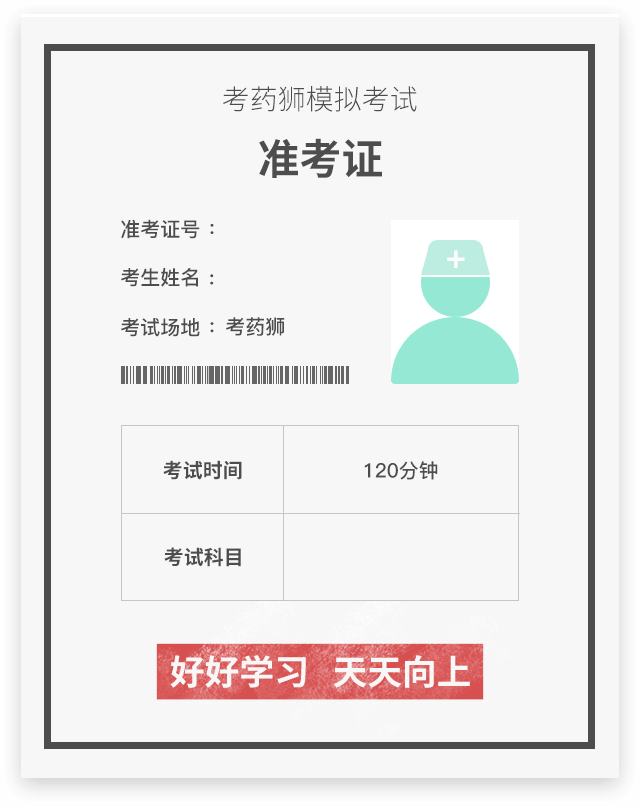 考药狮模拟考试
准考证
准考证号：
考生姓名：
考试场地：考药狮
考试时间 120分钟
考试科目
好好学习 天天向上